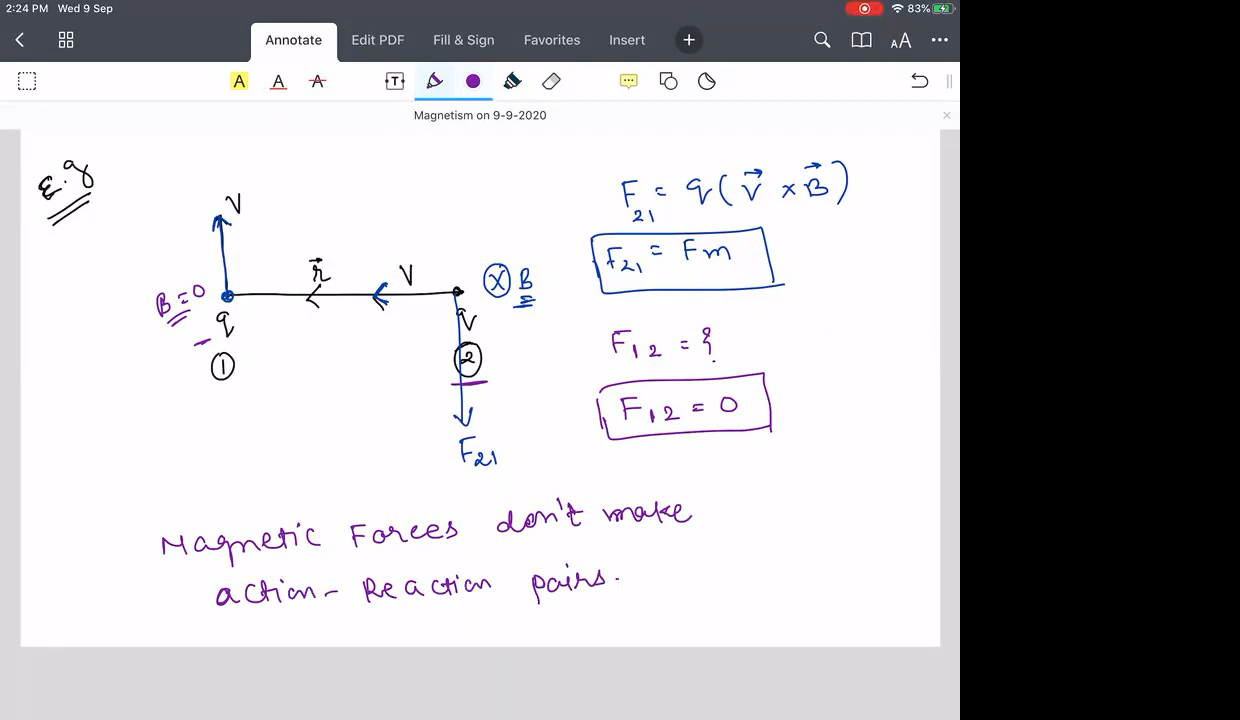 2:24 PM Wed 9 Sep
83%
Annotate Edit PDF Fill & Sign Favorites Insert +
A A A T
AA
Magnetism on 9-9-2020
E.g
V
r⃗
V
B = 0
q
①
q
②
Ⓧ B
F₂₁
F₂₁ = q ( V⃗ × B⃗ )
F₂₁ = Fm
F₁₂ = ?
F₁₂ = 0
Magnetic Forces don't make
action - Reaction pairs.